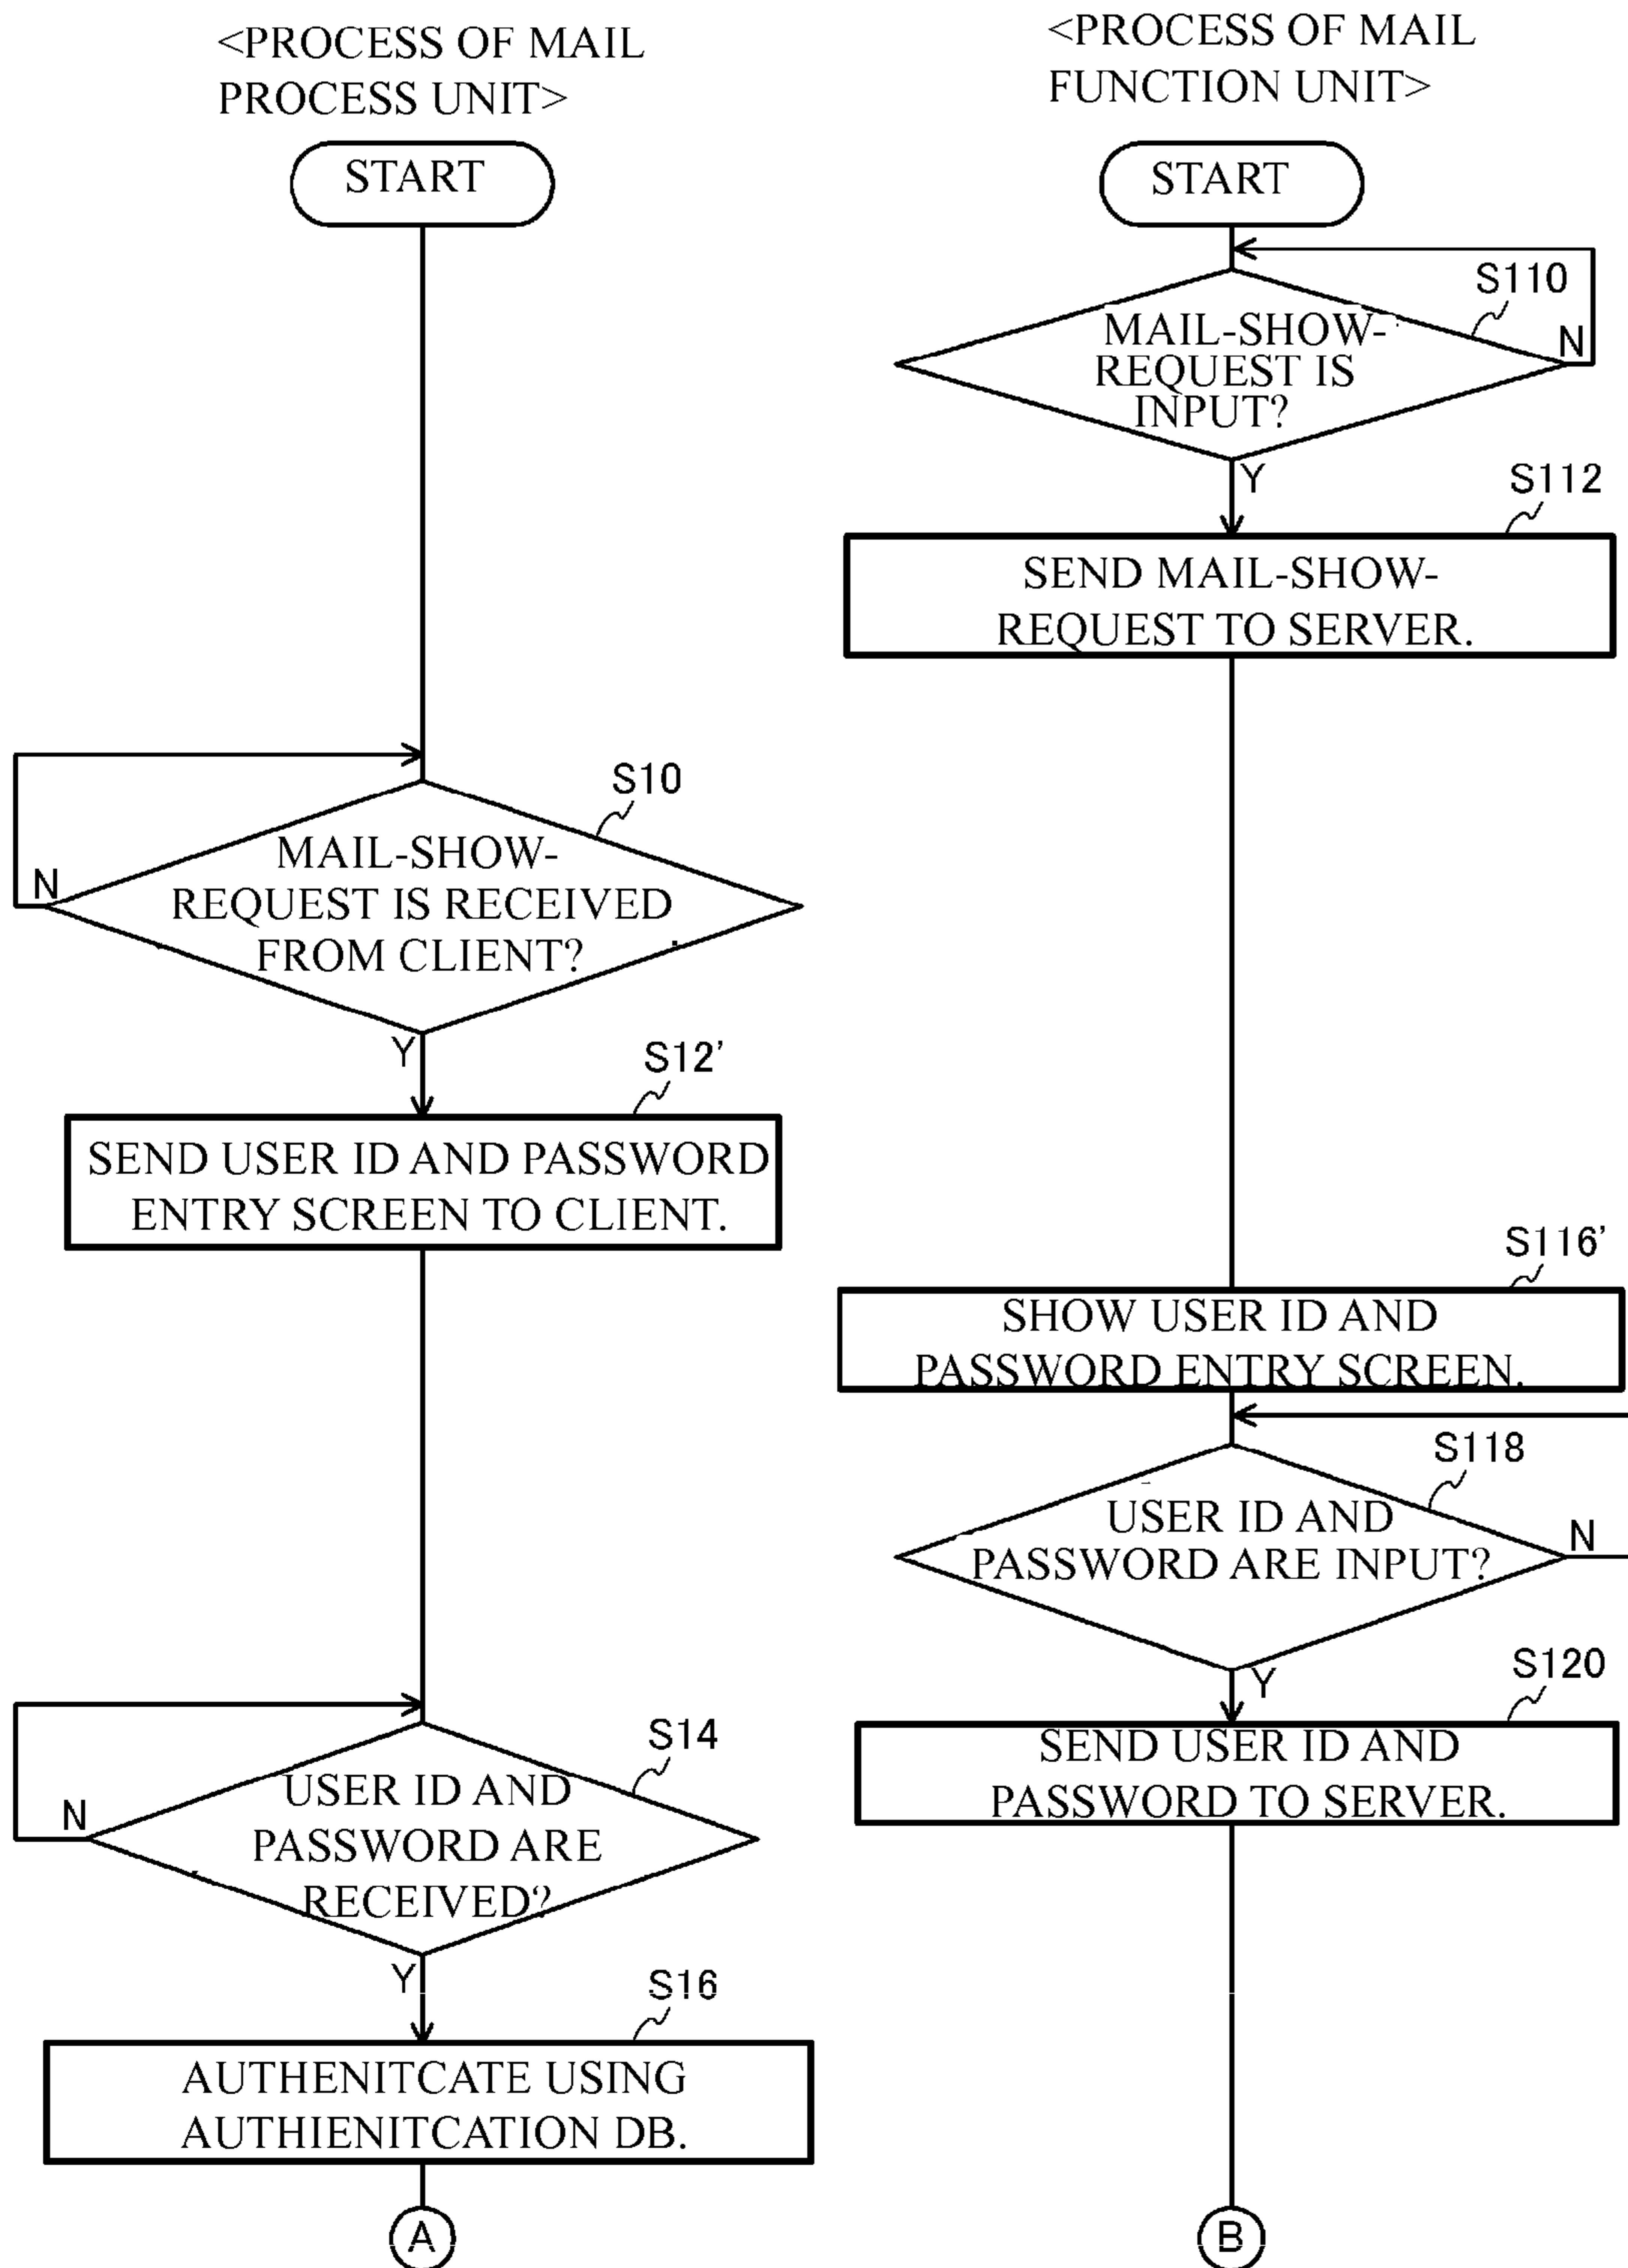 <PROCESS OF MAIL
PROCESS UNIT>
START
S10
MAIL-SHOW-
REQUEST IS RECEIVED
FROM CLIENT?
N
Y
S12'
SEND USER ID AND PASSWORD
ENTRY SCREEN TO CLIENT.
S14
USER ID AND
PASSWORD ARE
RECEIVED?
N
Y
S16
AUTHENITCATE USING
AUTHIENITCATION DB.
A
<PROCESS OF MAIL
FUNCTION UNIT>
START
S110
MAIL-SHOW-
REQUEST IS
INPUT?
N
Y
S112
SEND MAIL-SHOW-
REQUEST TO SERVER.
S116'
SHOW USER ID AND
PASSWORD ENTRY SCREEN.
S118
USER ID AND
PASSWORD ARE INPUT?
N
Y
S120
SEND USER ID AND
PASSWORD TO SERVER.
B